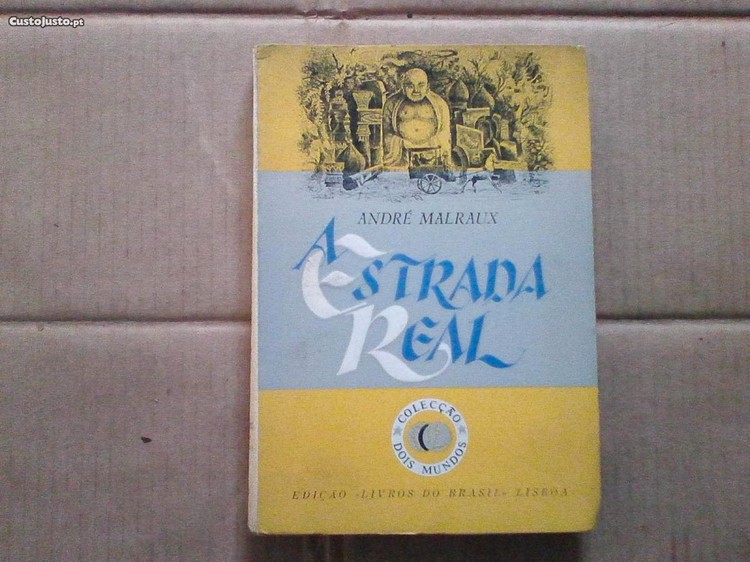 CustoJusto.pt
ANDRÉ MALRAUX
A
ESTRADA
REAL
COLECÇÃO
DOIS MUNDOS
EDIÇÃO «LIVROS DO BRASIL» LISBOA